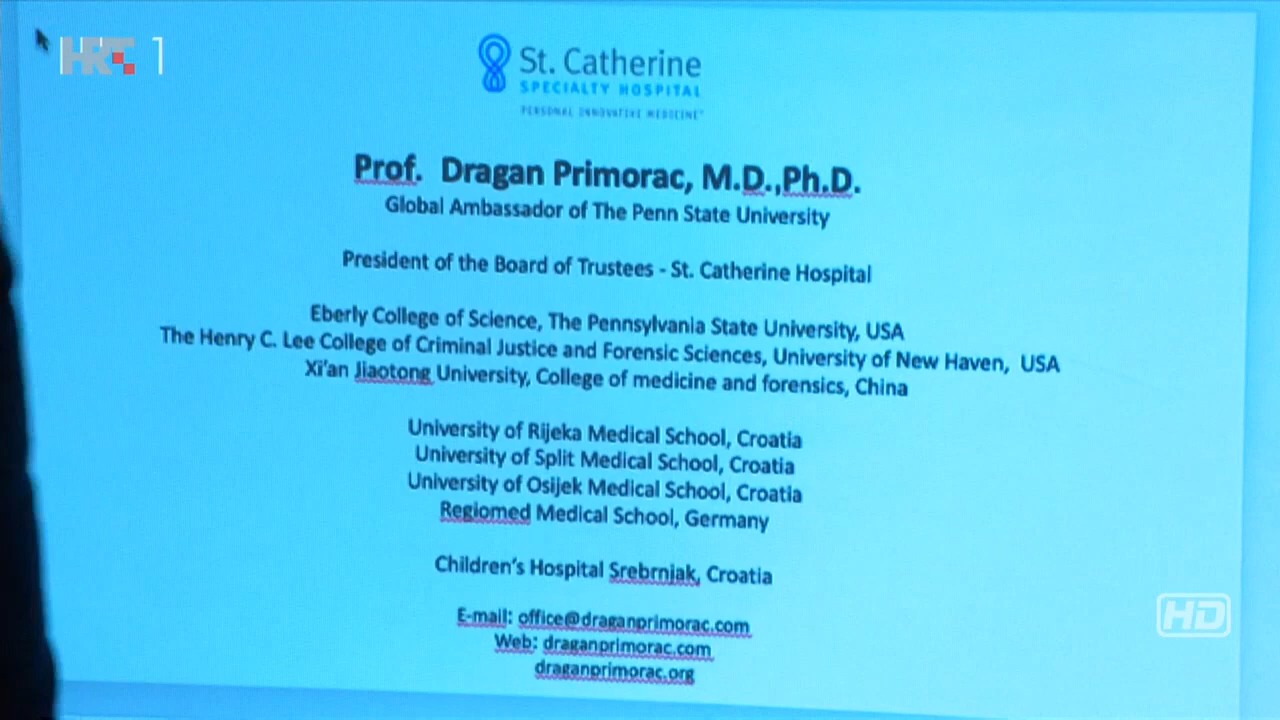 HRT 1
St. Catherine
SPECIALTY HOSPITAL
PERSONAL INNOVATIVE MEDICINE
Prof. Dragan Primorac, M.D.,Ph.D.
Global Ambassador of The Penn State University
President of the Board of Trustees - St. Catherine Hospital
Eberly College of Science, The Pennsylvania State University, USA
The Henry C. Lee College of Criminal Justice and Forensic Sciences, University of New Haven, USA
Xi'an Jiaotong University, College of medicine and forensics, China
University of Rijeka Medical School, Croatia
University of Split Medical School, Croatia
University of Osijek Medical School, Croatia
Regiomed Medical School, Germany
Children's Hospital Srebrnjak, Croatia
E-mail: office@draganprimorac.com
Web: draganprimorac.com
draganprimorac.org
HD